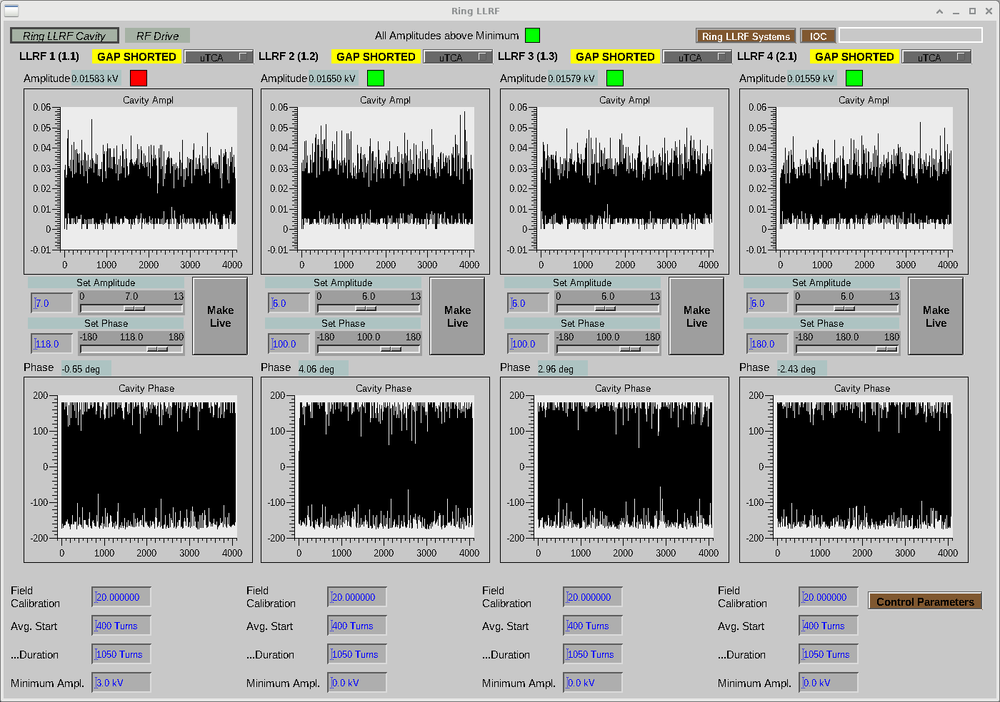 Ring LLRF
Ring LLRF Cavity RF Drive All Amplitudes above Minimum Ring LLRF Systems IOC
LLRF 1 (1.1) GAP SHORTED uTCA LLRF 2 (1.2) GAP SHORTED uTCA LLRF 3 (1.3) GAP SHORTED uTCA LLRF 4 (2.1) GAP SHORTED uTCA
Amplitude 0.01583 kV Amplitude 0.01650 kV Amplitude 0.01579 kV Amplitude 0.01559 kV
Cavity Ampl Cavity Ampl Cavity Ampl Cavity Ampl
0.06 0.06 0.06 0.06
0.05 0.05 0.05 0.05
0.04 0.04 0.04 0.04
0.03 0.03 0.03 0.03
0.02 0.02 0.02 0.02
0.01 0.01 0.01 0.01
0 0 0 0
-0.01 -0.01 -0.01 -0.01
0 1000 2000 3000 4000 0 1000 2000 3000 4000 0 1000 2000 3000 4000 0 1000 2000 3000 4000
Set Amplitude Set Amplitude Set Amplitude Set Amplitude
0 7.0 13 0 6.0 13 0 6.0 13 0 6.0 13
7.0 6.0 6.0 6.0
Make Live Make Live Make Live Make Live
Set Phase Set Phase Set Phase Set Phase
-180 118.0 180 -180 100.0 180 -180 100.0 180 -180 180.0 180
118.0 100.0 100.0 180.0
Phase -0.65 deg Phase 4.06 deg Phase 2.96 deg Phase -2.43 deg
Cavity Phase Cavity Phase Cavity Phase Cavity Phase
200 200 200 200
100 100 100 100
0 0 0 0
-100 -100 -100 -100
-200 -200 -200 -200
0 1000 2000 3000 4000 0 1000 2000 3000 4000 0 1000 2000 3000 4000 0 1000 2000 3000 4000
Field Calibration 20.000000 Field Calibration 20.000000 Field Calibration 20.000000 Field Calibration 20.000000 Control Parameters
Avg. Start 400 Turns Avg. Start 400 Turns Avg. Start 400 Turns Avg. Start 400 Turns
...Duration 1050 Turns ...Duration 1050 Turns ...Duration 1050 Turns ...Duration 1050 Turns
Minimum Ampl. 3.0 kV Minimum Ampl. 0.0 kV Minimum Ampl. 0.0 kV Minimum Ampl. 0.0 kV